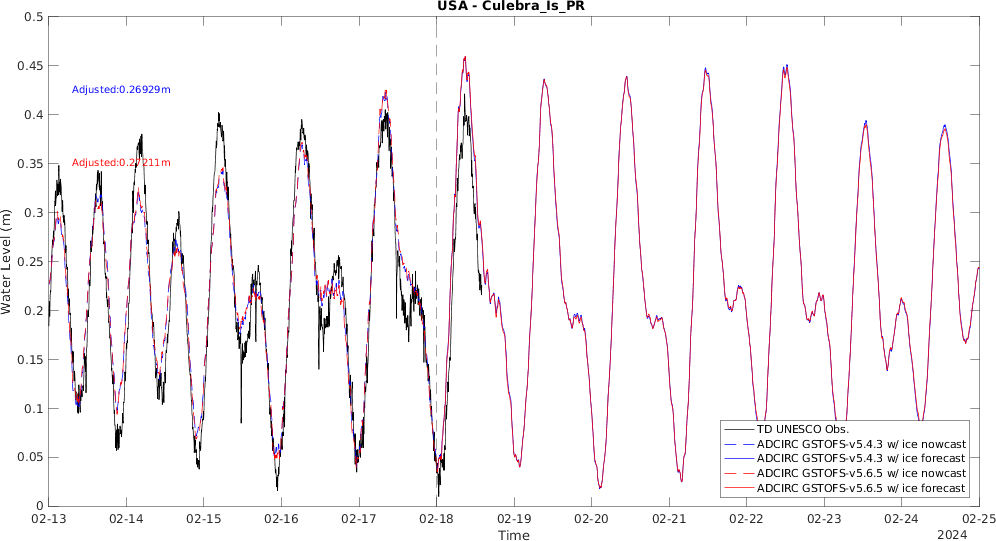 USA - Culebra_Is_PR
0.5
0.45
0.4
0.35
0.3
0.25
0.2
0.15
0.1
0.05
0
Water Level (m)
Adjusted:0.26929m
Adjusted:0.27211m
TD UNESCO Obs.
ADCIRC GSTOFS-v5.4.3 w/ ice nowcast
ADCIRC GSTOFS-v5.4.3 w/ ice forecast
ADCIRC GSTOFS-v5.6.5 w/ ice nowcast
ADCIRC GSTOFS-v5.6.5 w/ ice forecast
02-13 02-14 02-15 02-16 02-17 02-18 02-19 02-20 02-21 02-22 02-23 02-24 02-25
Time
2024